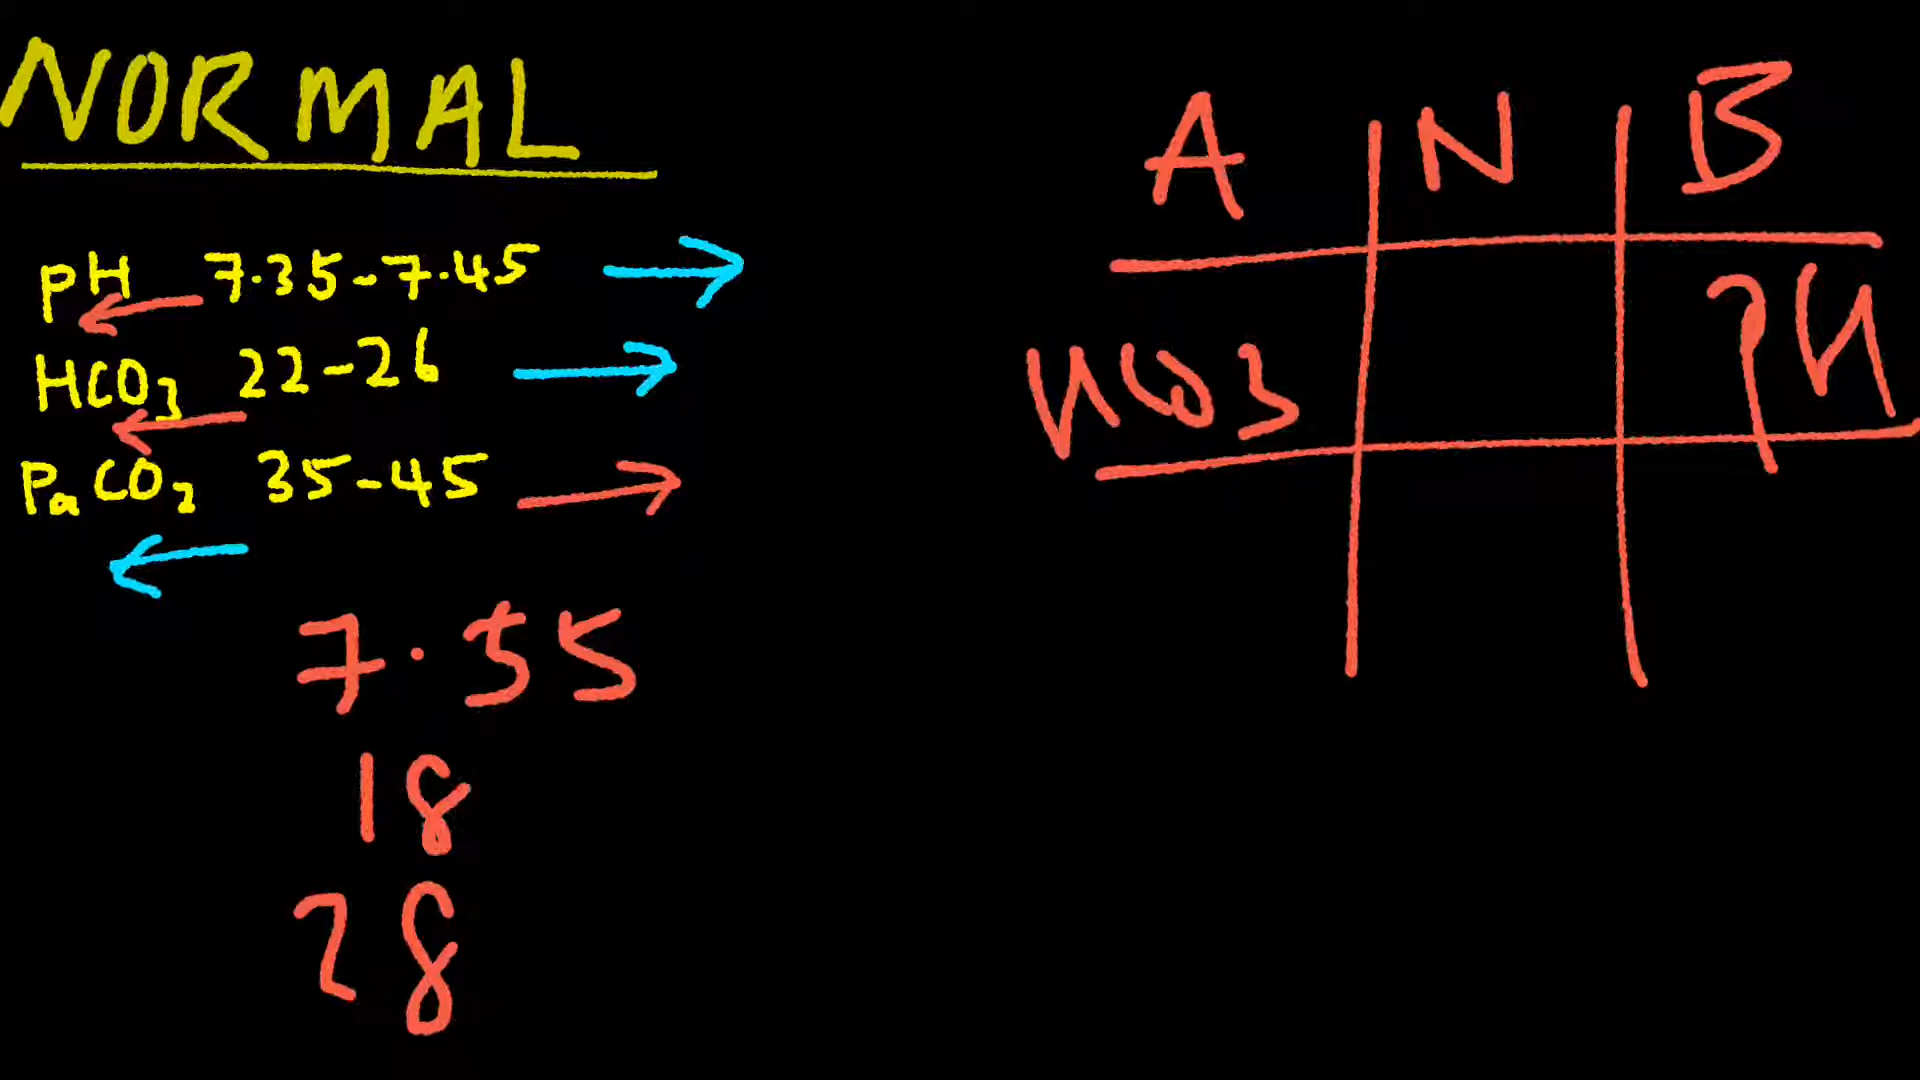 NORMAL
pH 7.35-7.45
HCO3 22-26
PaCO2 35-45
7.55
18
28
A N B
pH
HCO3